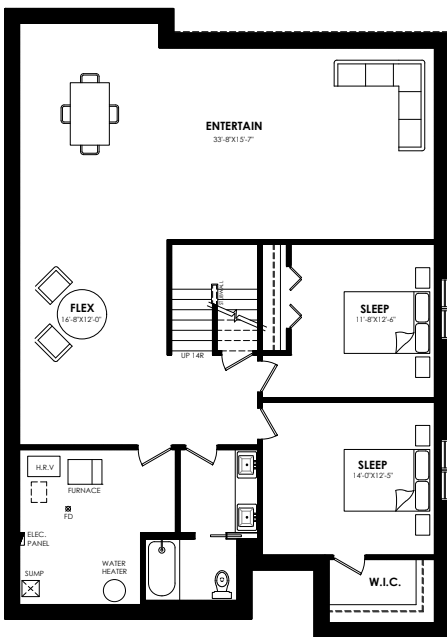 ENTERTAIN
33'-8"X15'-7"
FLEX
16'-8"X12'-0"
UP 14R
SLEEP
11'-8"X12'-6"
SLEEP
14'-0"X12'-5"
H.R.V
FURNACE
FD
ELEC.
PANEL
SUMP
WATER
HEATER
W.I.C.